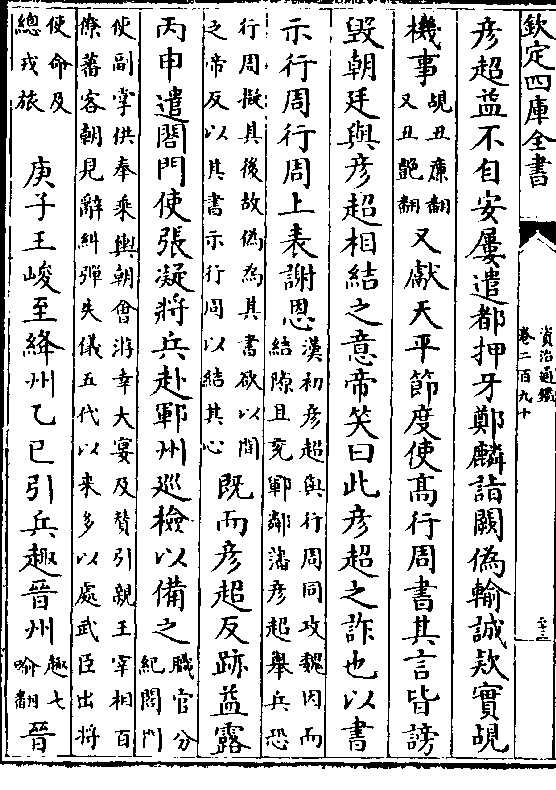 欽定四庫全書
資治通鑑
卷二百九十
二十三
彦超益不自安屢遣都押牙鄭麟詣闕偽輸誠欵實覘
機事覘丑廉翻又丑艶翻又獻天平節度使髙行周書其言皆謗
毀朝廷與彦超相結之意帝笑曰此彦超之詐也以書
示行周行周上表謝恩漢初彦超與行周同攻魏因而結隙且兖鄆鄰藩彦超舉兵恐
行周擬其後故偽為其書欲以間之帝反以其書示行周以結其心既而彦超反跡益露
丙申遣閤門使張凝將兵赴鄆州巡檢以備之職官分紀閤門
使副掌供奉乘輿朝會游幸大宴及賛引親王宰相百僚蕃客朝見辭糾彈失儀五代以來多以處武臣出將
使命及總戎旅庚子王峻至絳州乙巳引兵趣晉州趣七喻翻晉